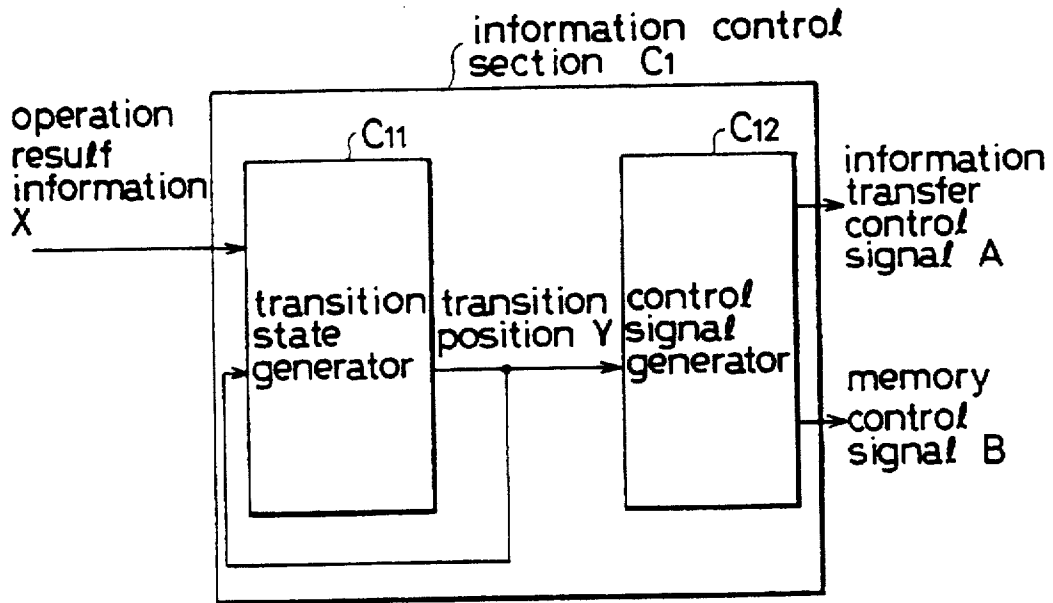 information control
section C1
operation
resulf
information
X
C11
C12
transition
state
generator
transition
position Y
control
signal
generator
information
transfer
control
signal A
memory
control
signal B